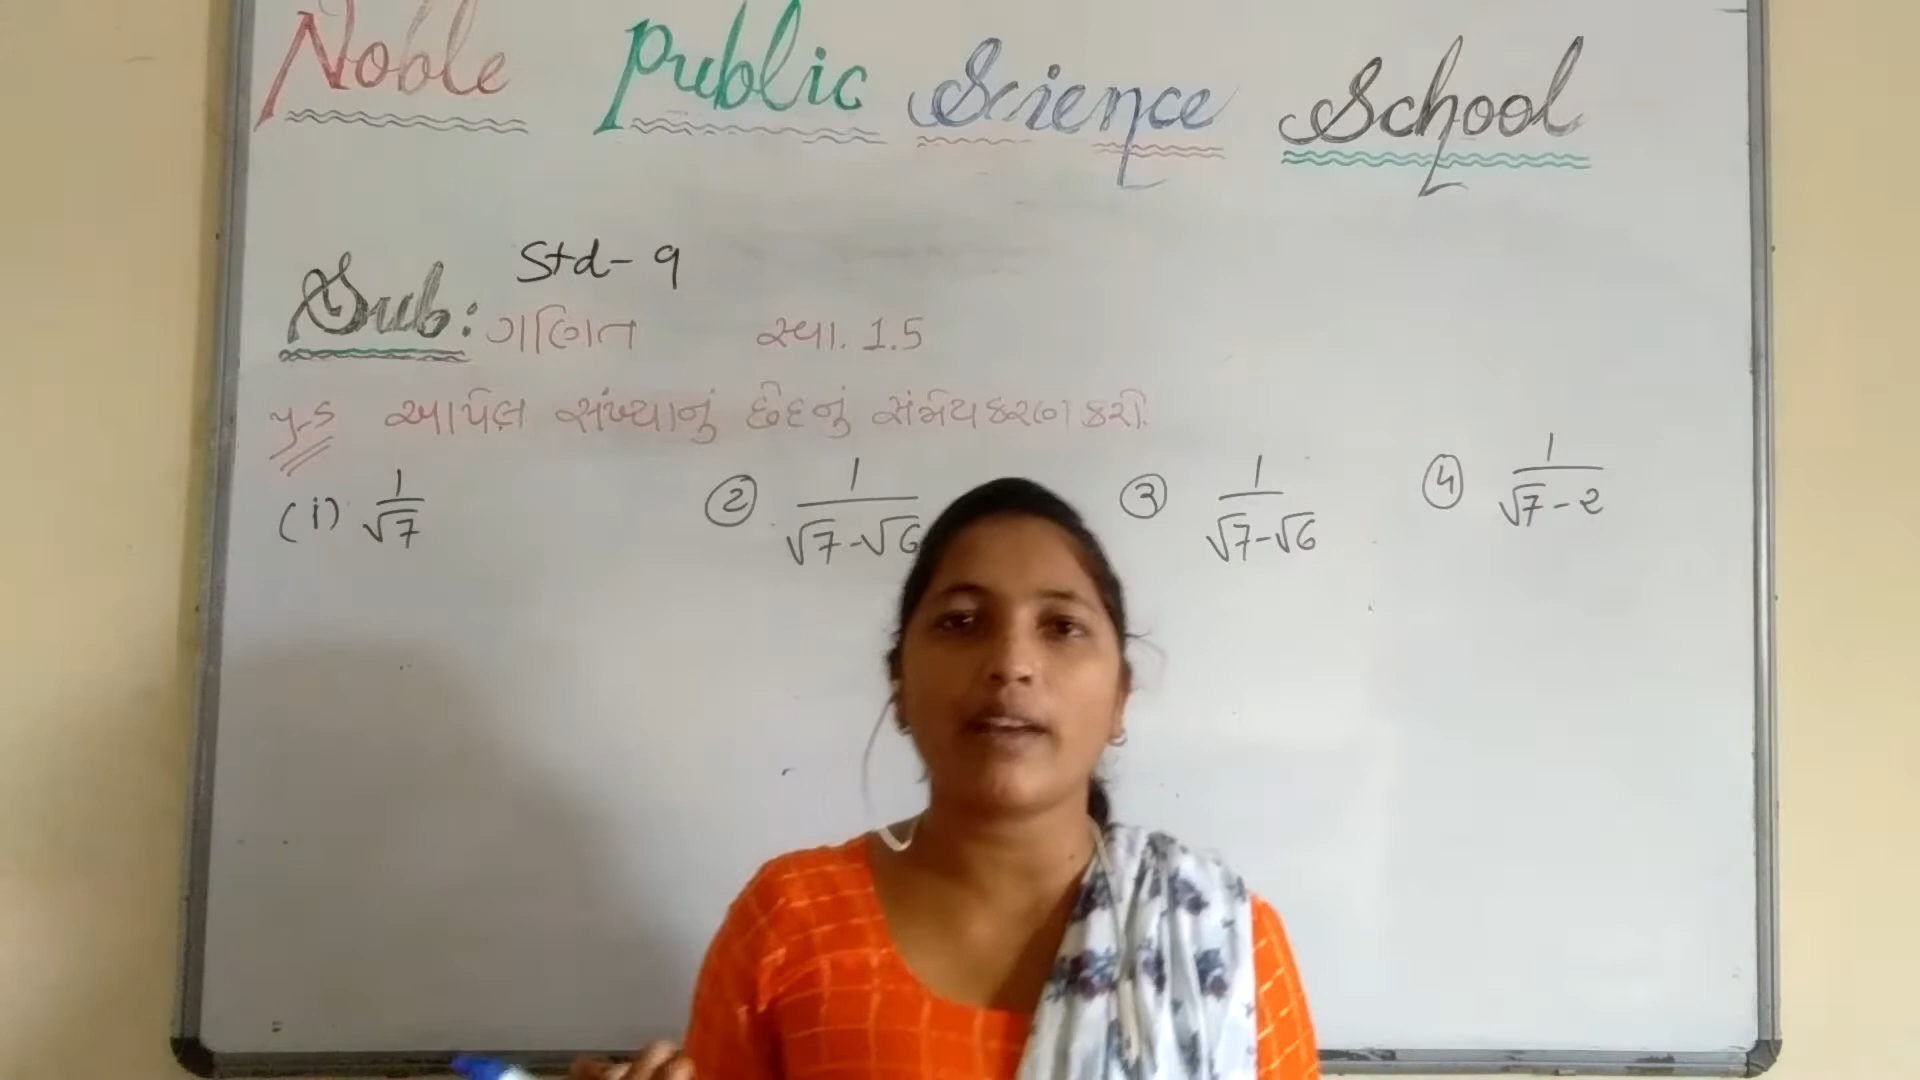 Noble Public Science School
Std-9
Sub: ગણિત સ્વા. 1.5
પ્ર-5 આપેલ સંખ્યાનું છેદનું સંમેયકરણ કરો.
(i) 1/√7 ② 1/√7-√6 ③ 1/√7-√6 ④ 1/√7-2